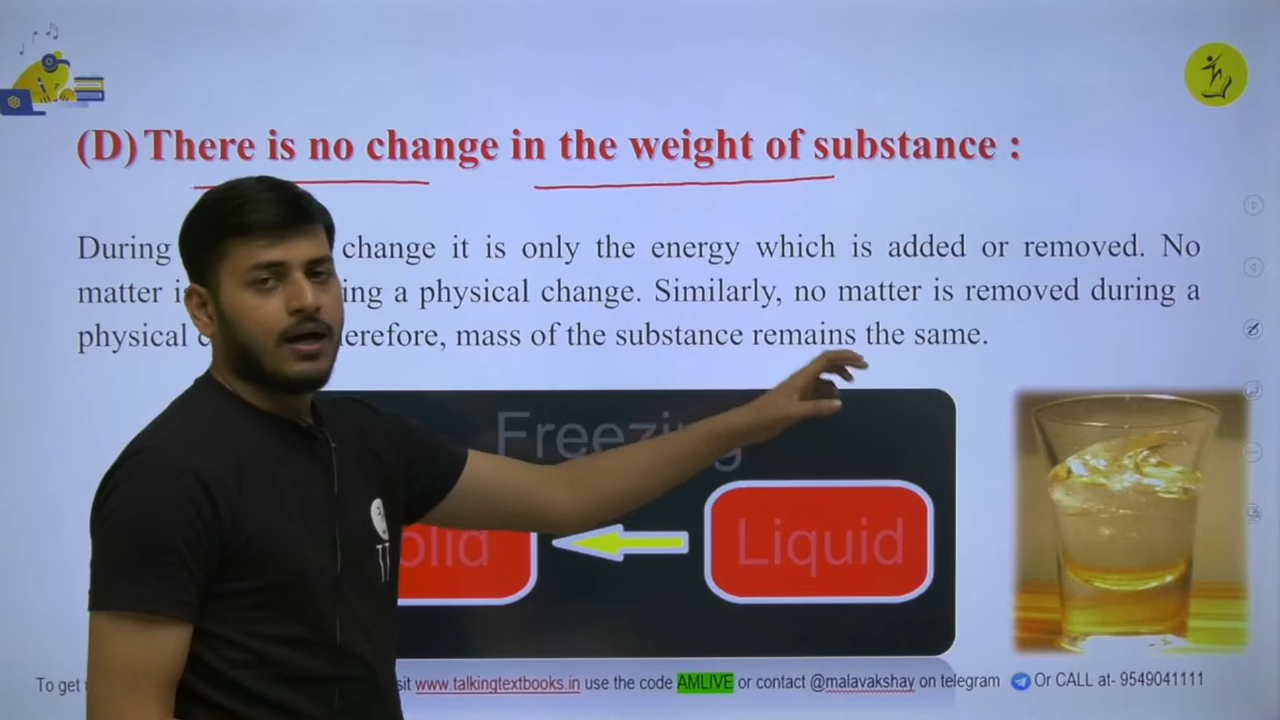 (D) There is no change in the weight of substance :
During change it is only the energy which is added or removed. No
matter ing a physical change. Similarly, no matter is removed during a
physical erefore, mass of the substance remains the same.
Freezing
olid
Liquid
TT
To get sit www.talkingtextbooks.in use the code AMLIVE or contact @malavakshay on telegram Or CALL at- 9549041111